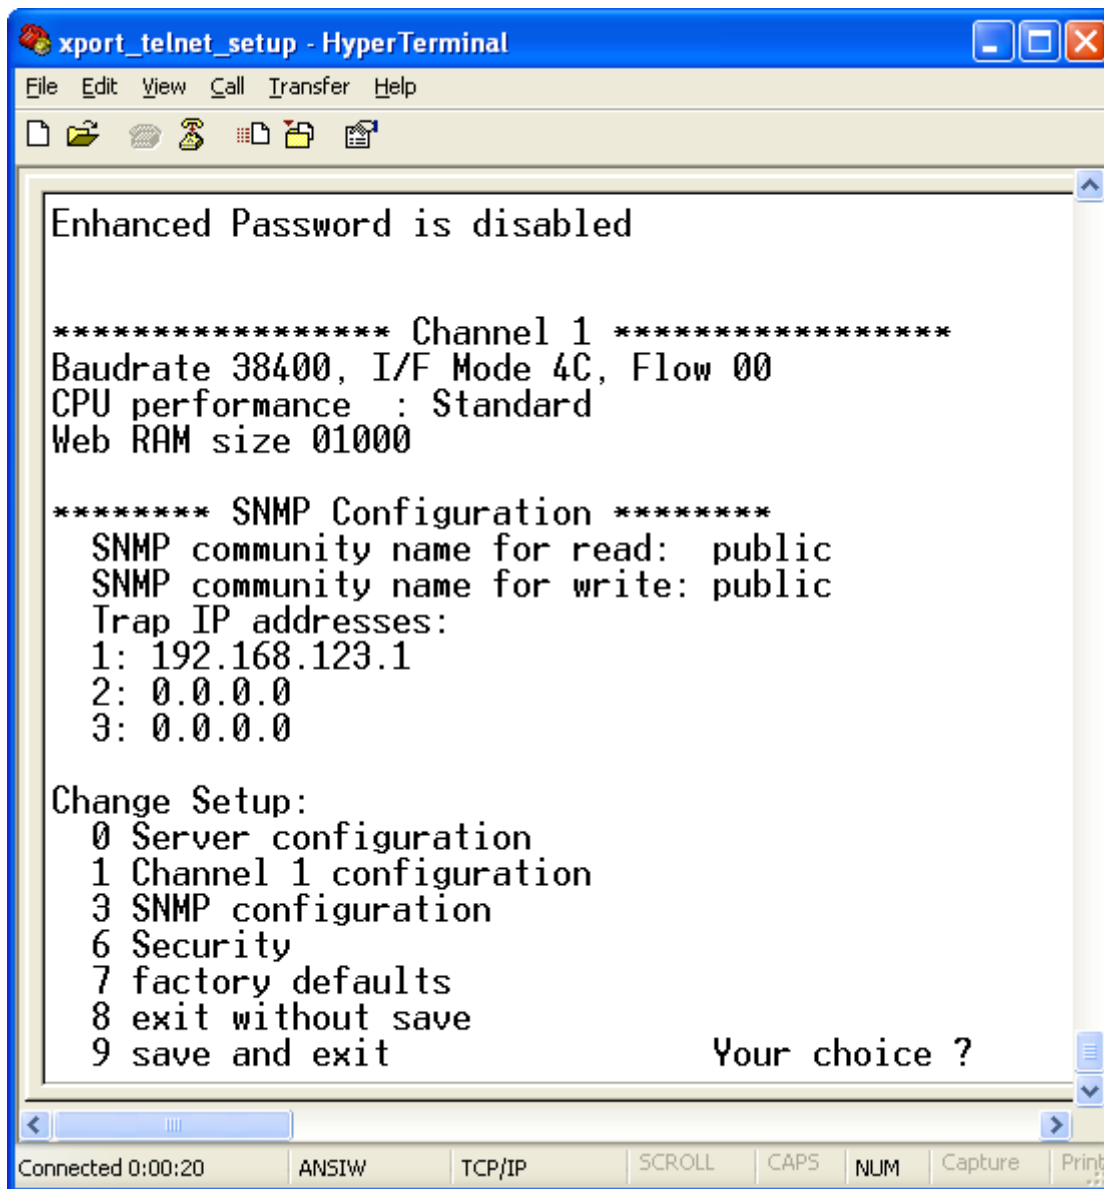 xport_telnet_setup - HyperTerminal
File Edit View Call Transfer Help
Enhanced Password is disabled
***************** Channel 1 *****************
Baudrate 38400, I/F Mode 4C, Flow 00
CPU performance  : Standard
Web RAM size 01000
******** SNMP Configuration ********
SNMP community name for read:  public
SNMP community name for write: public
Trap IP addresses:
1: 192.168.123.1
2: 0.0.0.0
3: 0.0.0.0
Change Setup:
0 Server configuration
1 Channel 1 configuration
3 SNMP configuration
6 Security
7 factory defaults
8 exit without save
9 save and exit                Your choice ?
Connected 0:00:20 ANSIW TCP/IP SCROLL CAPS NUM Capture Print